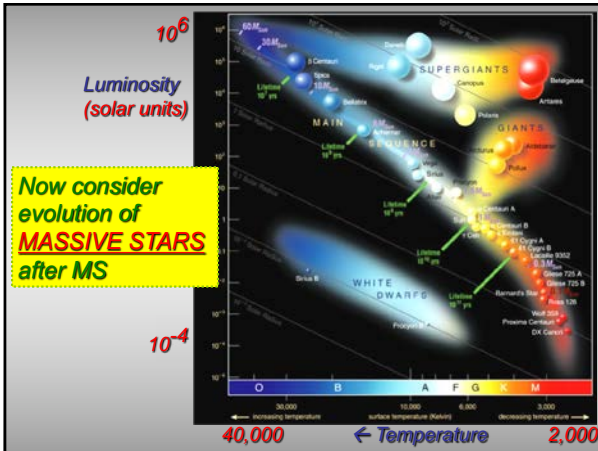 10⁶
Luminosity
(solar units)
Now consider
evolution of
MASSIVE STARS
after MS
10⁻⁴
60 M
30 M
β Centauri
Spica
10 M
Bellatrix
Achernar
Lifetime
10⁷ yrs
Lifetime
10⁸ yrs
MAIN
SEQUENCE
Deneb
Rigel
SUPERGIANTS
Canopus
Betelgeuse
Antares
Polaris
GIANTS
Arcturus
Pollux
Vega
Sirius
Procyon
Lifetime
10⁹ yrs
Lifetime
10¹⁰ yrs
Lifetime
10¹¹ yrs
61 Cygni A
61 Cygni B
Lacaille 9352
Gliese 725 A
Gliese 725 B
Barnard's Star
Ross 128
Wolf 359
Proxima Centauri
DX Cancri
Sirius B
WHITE
DWARFS
Procyon B
O B A F G K M
30,000 10,000 6,000 3,000
increasing temperature surface temperature (Kelvin) decreasing temperature
40,000 ← Temperature 2,000